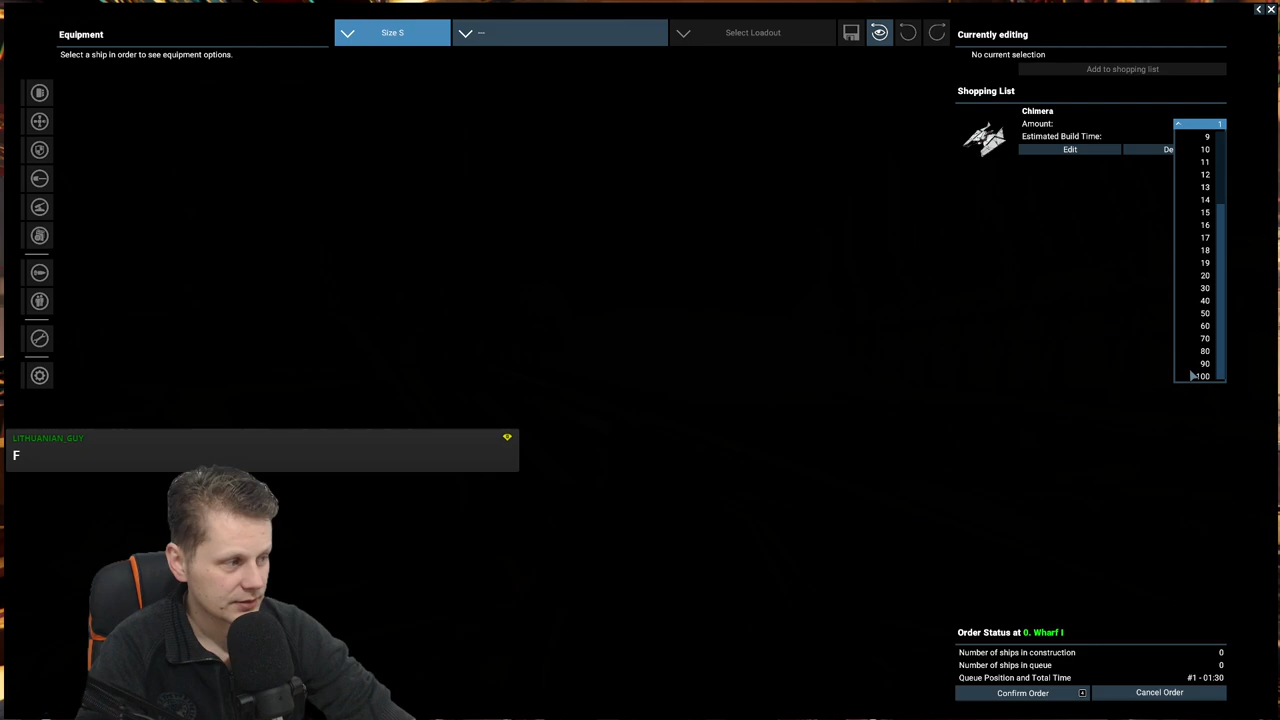 Equipment
Select a ship in order to see equipment options.
Size S
---
Select Loadout
Currently editing
No current selection
Add to shopping list
Shopping List
Chimera
Amount:
1
Estimated Build Time:
Edit
De
9
10
11
12
13
14
15
16
17
18
19
20
30
40
50
60
70
80
90
100
LITHUANIAN_GUY
F
Order Status at 0. Wharf I
Number of ships in construction 0
Number of ships in queue 0
Queue Position and Total Time #1 - 01:30
Confirm Order
Cancel Order